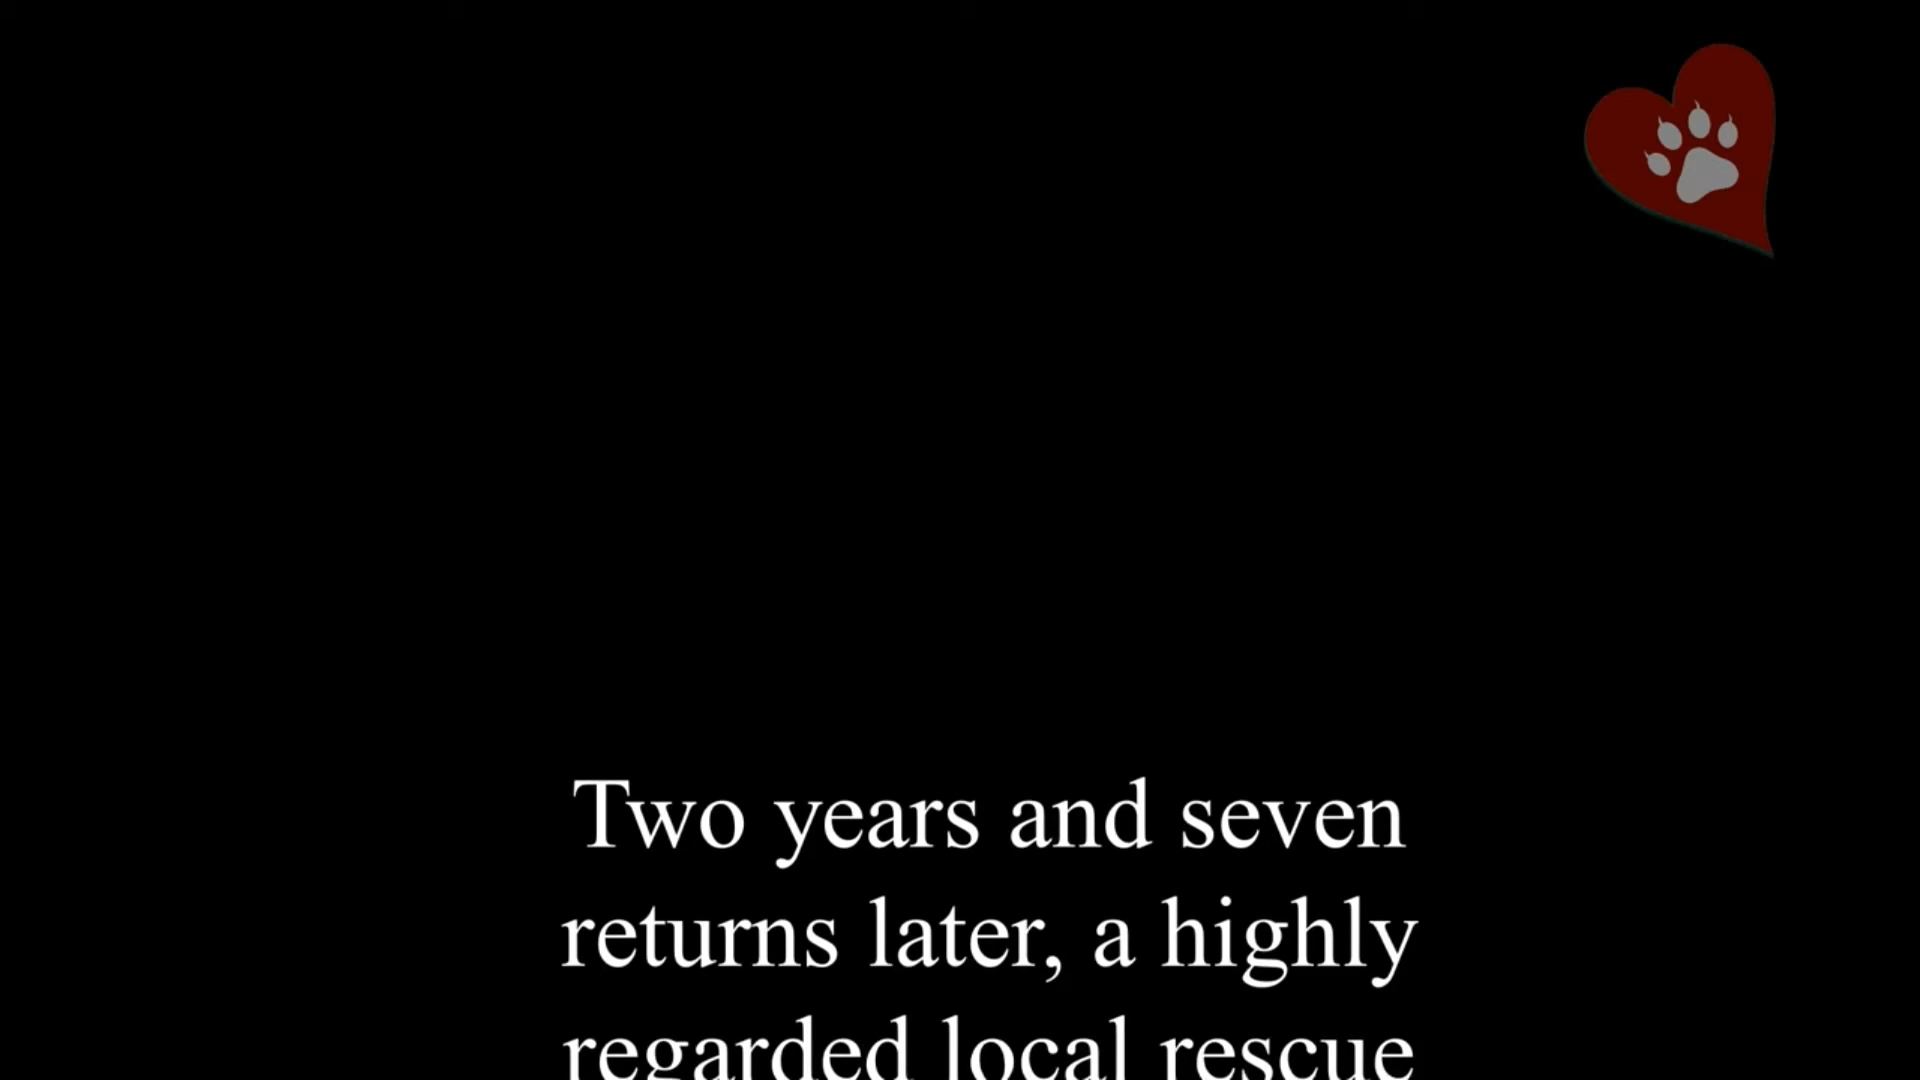 Two years and seven
returns later, a highly
regarded local rescue